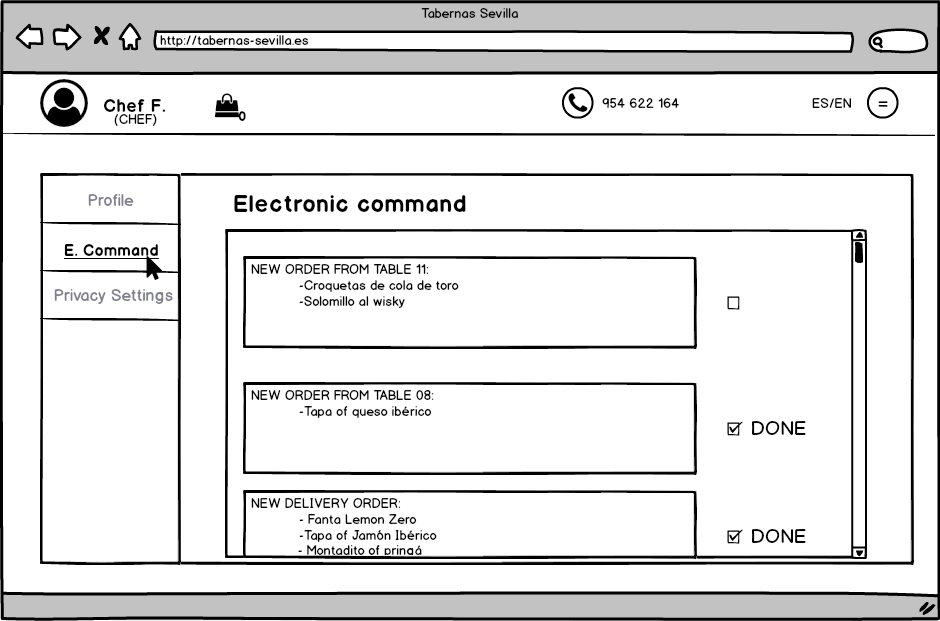 Tabernas Sevilla
http://tabernas-sevilla.es
Chef F.
(CHEF)
954 622 164
ES/EN
=
Profile
E. Command
Privacy Settings
Electronic command
NEW ORDER FROM TABLE 11:
-Croquetas de cola de toro
-Solomillo al wisky
NEW ORDER FROM TABLE 08:
-Tapa of queso ibérico
DONE
NEW DELIVERY ORDER:
- Fanta Lemon Zero
-Tapa of Jamón Ibérico
- Montadito of pringá
DONE